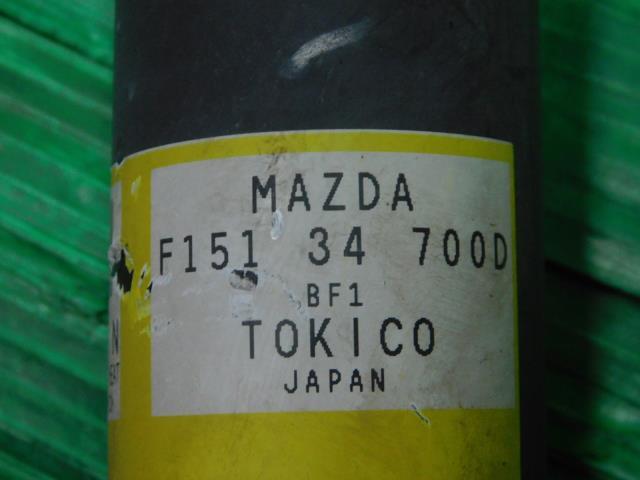 MAZDA
F151 34 700D
BF1
TOKICO
JAPAN